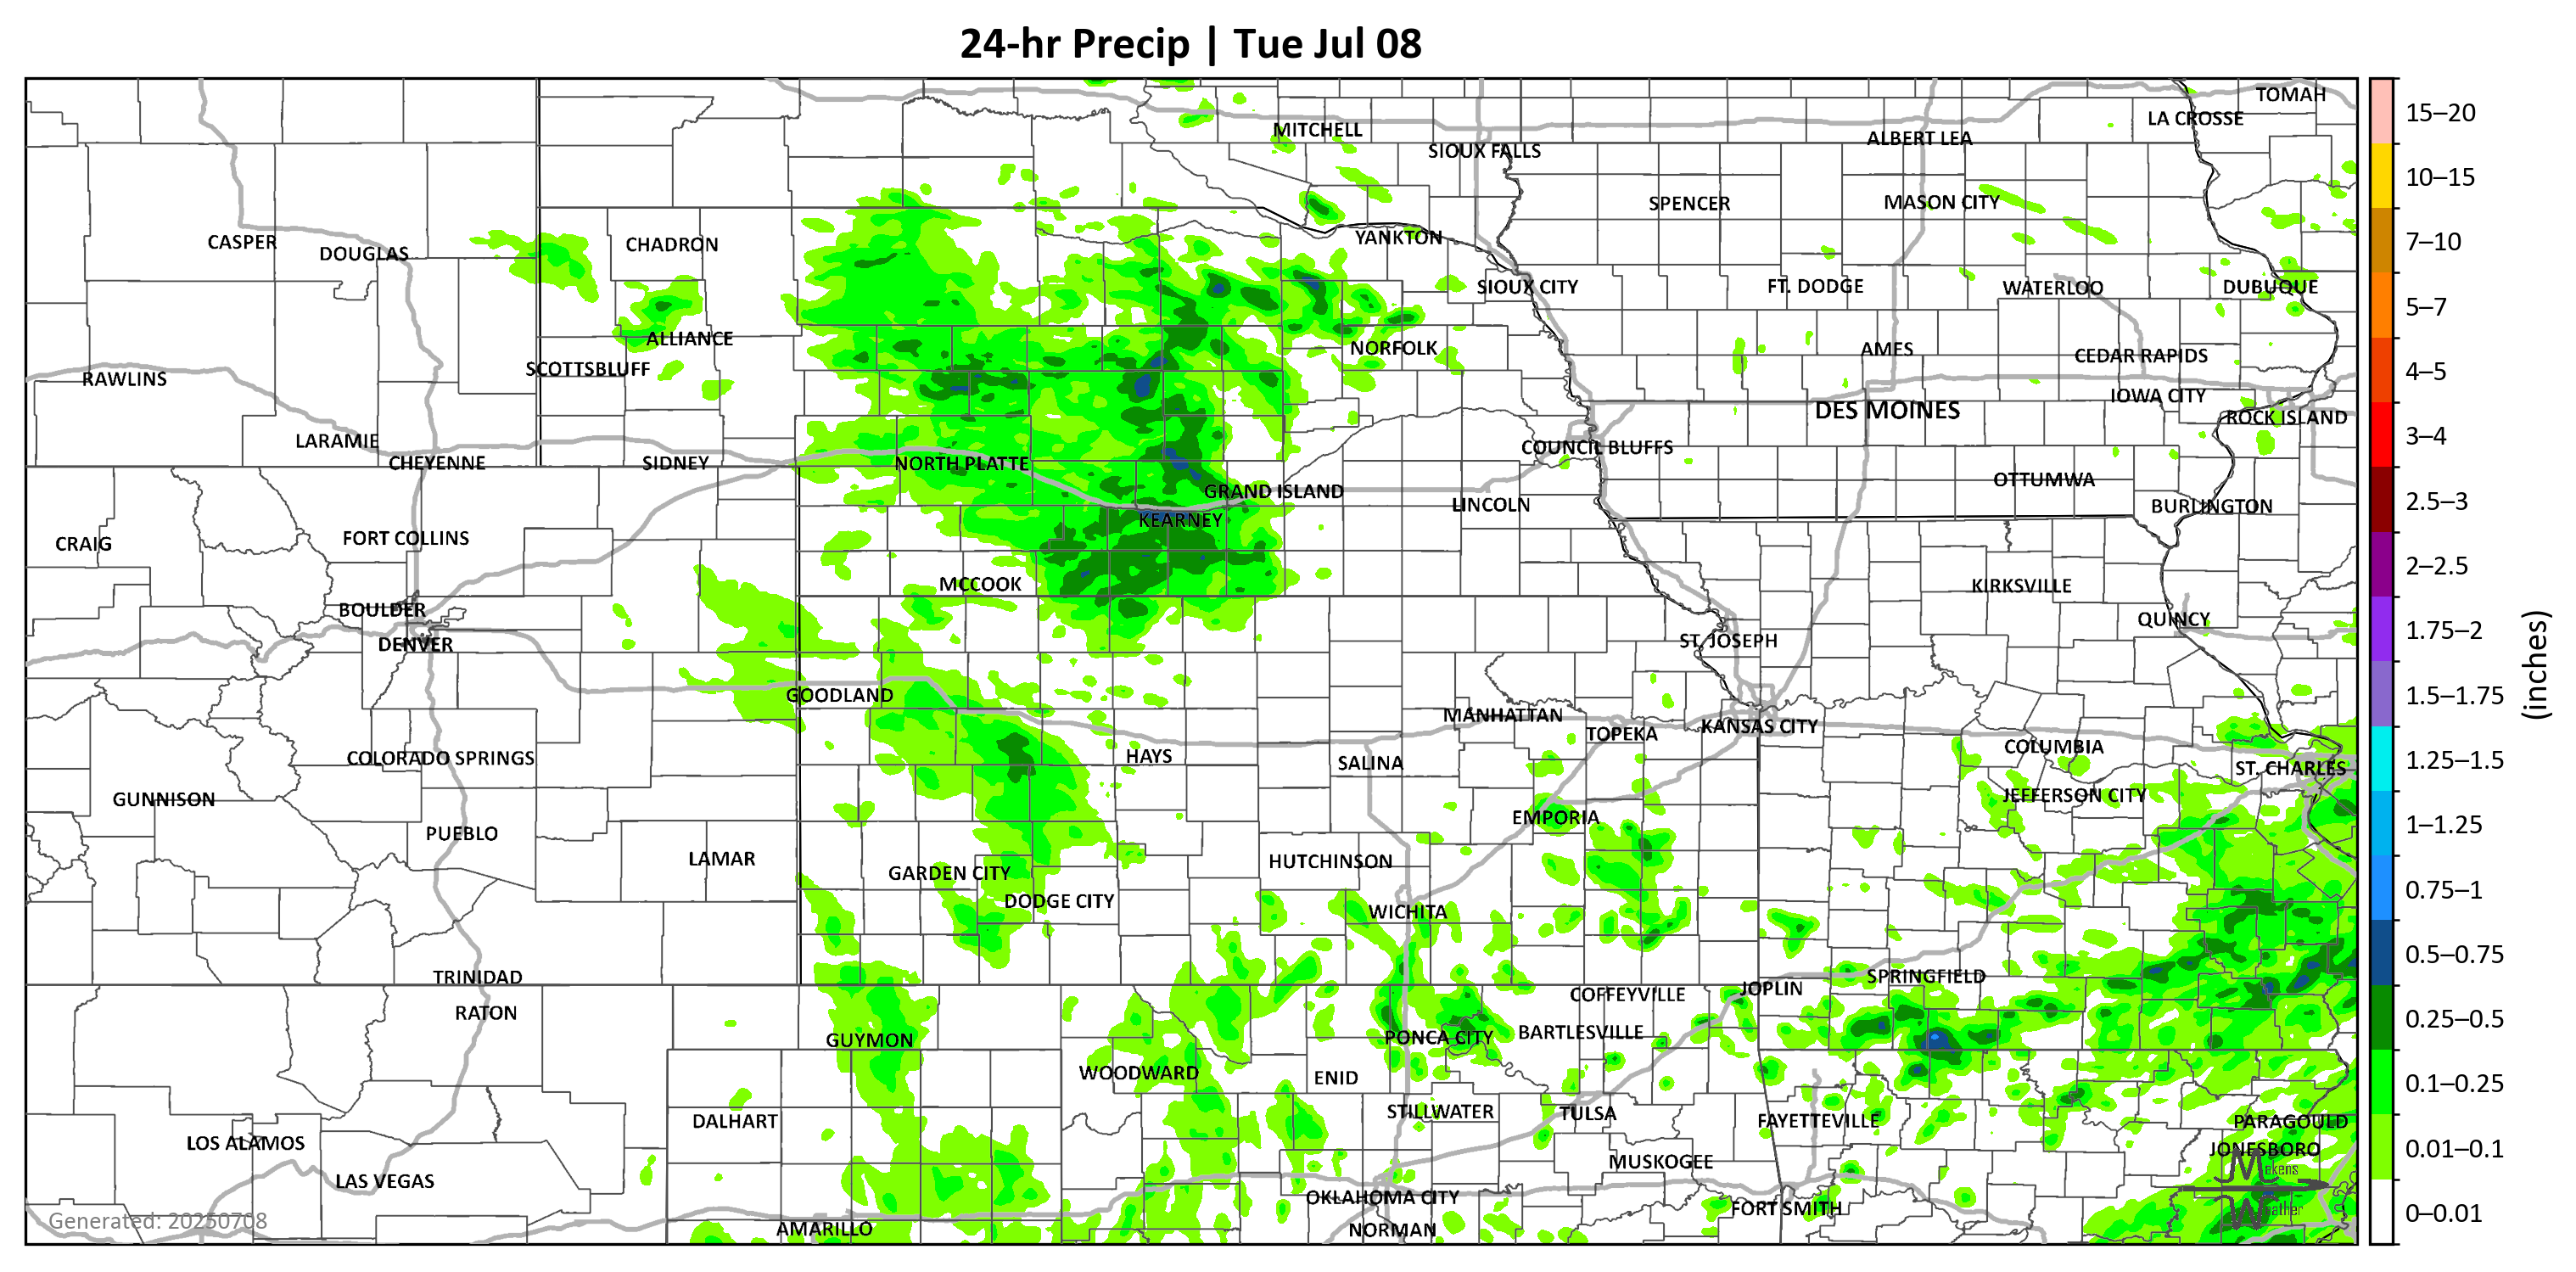 24-hr Precip | Tue Jul 08
TOMAH
LA CROSSE
MITCHELL
ALBERT LEA
SIOUX FALLS
SPENCER
MASON CITY
YANKTON
CASPER
DOUGLAS
CHADRON
SIOUX CITY
FT. DODGE
WATERLOO
DUBUQUE
ALLIANCE
NORFOLK
AMES
CEDAR RAPIDS
SCOTTSBLUFF
RAWLINS
IOWA CITY
DES MOINES
ROCK ISLAND
LARAMIE
COUNCIL BLUFFS
CHEYENNE
SIDNEY
NORTH PLATTE
OTTUMWA
GRAND ISLAND
LINCOLN
BURLINGTON
KEARNEY
FORT COLLINS
CRAIG
MCCOOK
KIRKSVILLE
BOULDER
QUINCY
DENVER
ST. JOSEPH
GOODLAND
MANHATTAN
KANSAS CITY
TOPEKA
COLUMBIA
COLORADO SPRINGS
HAYS
SALINA
ST. CHARLES
GUNNISON
JEFFERSON CITY
EMPORIA
PUEBLO
LAMAR
HUTCHINSON
GARDEN CITY
DODGE CITY
WICHITA
TRINIDAD
SPRINGFIELD
JOPLIN
COFFEYVILLE
RATON
BARTLESVILLE
PONCA CITY
GUYMON
WOODWARD
ENID
STILLWATER
TULSA
DALHART
FAYETTEVILLE
PARAGOULD
LOS ALAMOS
JONESBORO
MUSKOGEE
LAS VEGAS
OKLAHOMA CITY
FORT SMITH
AMARILLO
NORMAN
Generated: 20250708
Mekens
Weather
15–20
10–15
7–10
5–7
4–5
3–4
2.5–3
2–2.5
1.75–2
1.5–1.75
1.25–1.5
1–1.25
0.75–1
0.5–0.75
0.25–0.5
0.1–0.25
0.01–0.1
0–0.01
(inches)